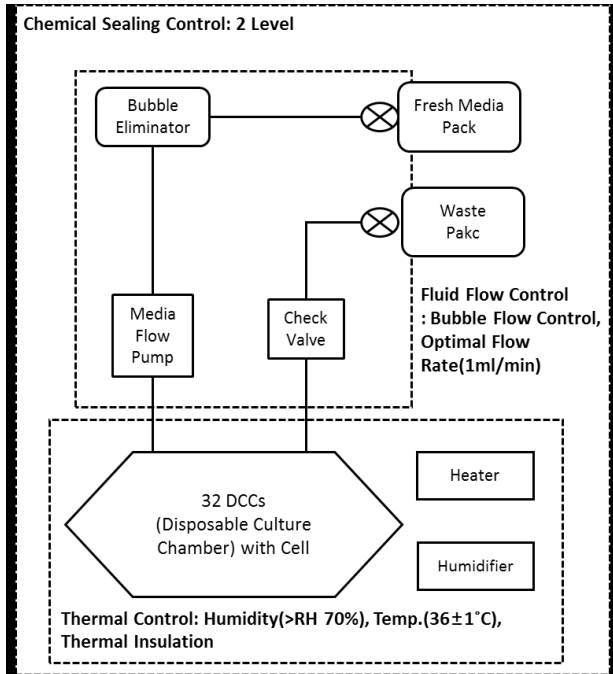 Chemical Sealing Control: 2 Level
Bubble
Eliminator
Fresh Media
Pack
Waste
Pakc
Media
Flow
Pump
Check
Valve
Fluid Flow Control
: Bubble Flow Control,
Optimal Flow
Rate(1ml/min)
32 DCCs
(Disposable Culture
Chamber) with Cell
Heater
Humidifier
Thermal Control: Humidity(>RH 70%), Temp.(36±1˚C),
Thermal Insulation